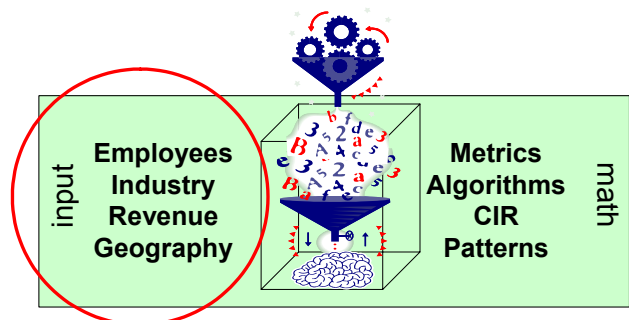 input
Employees
Industry
Revenue
Geography
Metrics
Algorithms
CIR
Patterns
math